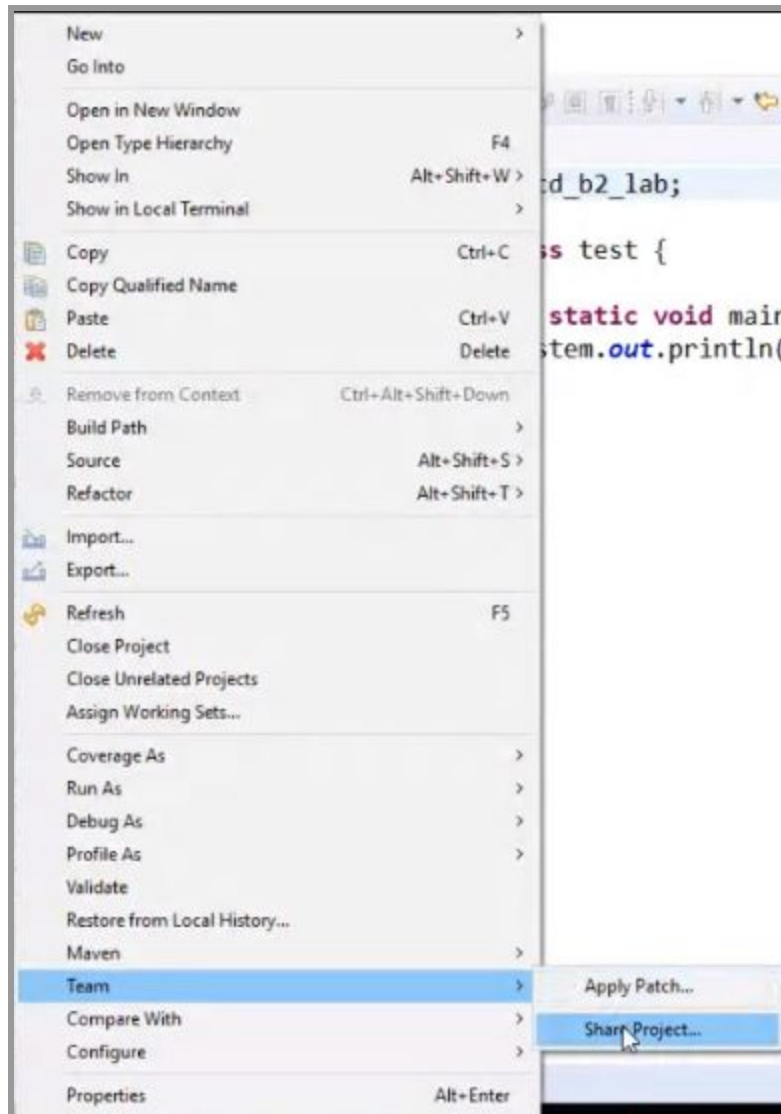 New >
Go Into
Open in New Window
Open Type Hierarchy F4
Show In Alt+Shift+W >
Show in Local Terminal >
Copy Ctrl+C
Copy Qualified Name
Paste Ctrl+V
Delete Delete
Remove from Context Ctrl+Alt+Shift+Down
Build Path >
Source Alt+Shift+S >
Refactor Alt+Shift+T >
Import...
Export...
Refresh F5
Close Project
Close Unrelated Projects
Assign Working Sets...
Coverage As >
Run As >
Debug As >
Profile As >
Validate
Restore from Local History...
Maven >
Team >
Compare With >
Configure >
Properties Alt+Enter
Apply Patch...
Share Project...
d_b2_lab;
ss test {
static void main
stem.out.println(